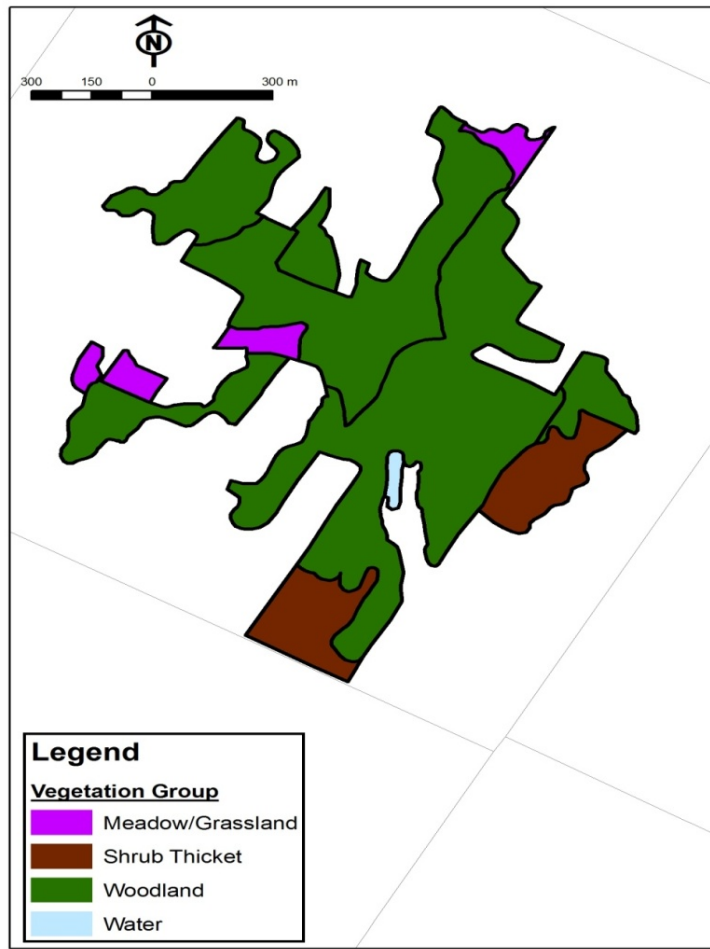 N
300 150 0 300 m
Legend
Vegetation Group
Meadow/Grassland
Shrub Thicket
Woodland
Water